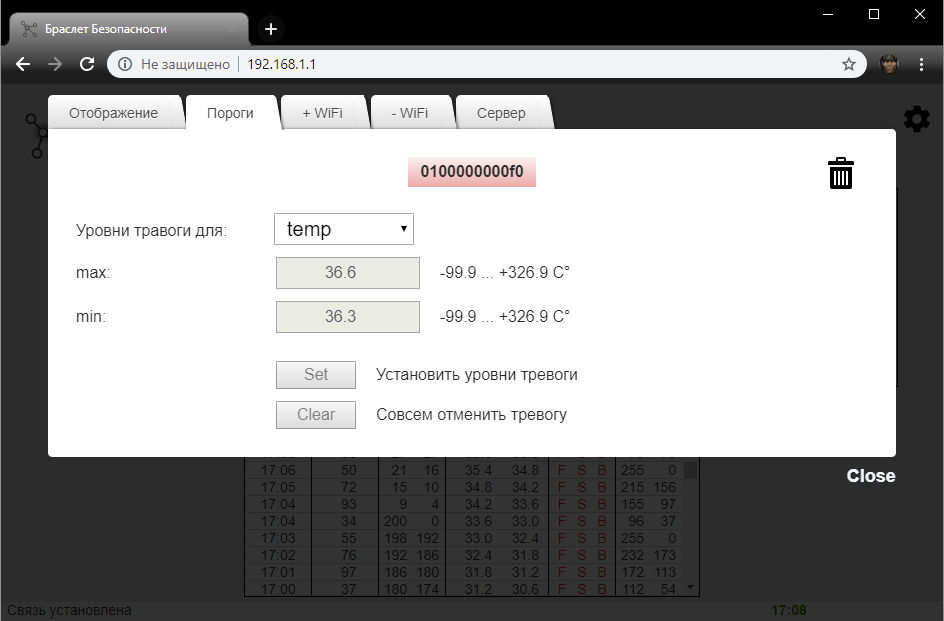 Браслет Безопасности
Не защищено 192.168.1.1
Отображение Пороги + WiFi - WiFi Сервер
0100000000f0
Уровни травоги для: temp
max: 36.6 -99.9 ... +326.9 C°
min: 36.3 -99.9 ... +326.9 C°
Set Установить уровни тревоги
Clear Совсем отменить тревогу
17:06 50 21 16 35.4 34.8 F S B 255 0
Close
17:05 72 15 10 34.8 34.2 F S B 215 156
17:04 93 9 4 34.2 33.6 F S B 155 97
17:04 34 200 0 33.6 33.0 F S B 96 37
17:03 55 198 192 33.0 32.4 F S B 255 0
17:02 76 192 186 32.4 31.8 F S B 232 173
17:01 97 186 180 31.8 31.2 F S B 172 113
17:00 37 180 174 31.2 30.6 F S B 112 54
Связь установлена 17:08